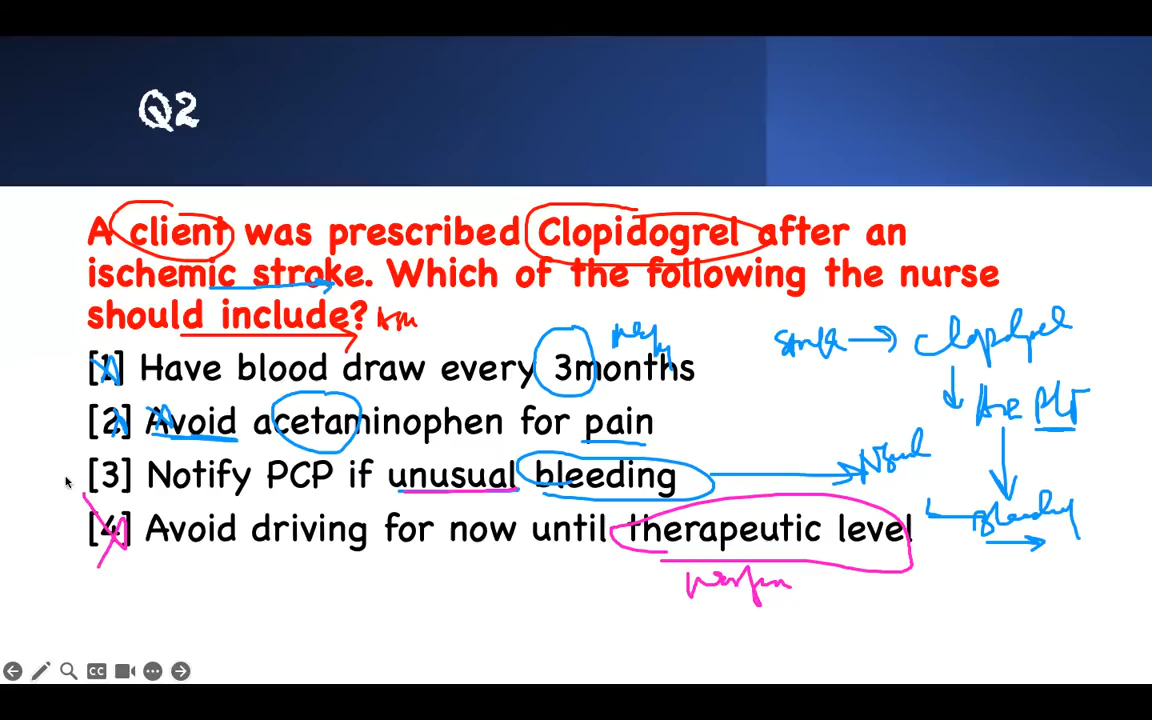 Q2
A client was prescribed Clopidogrel after an
ischemic stroke. Which of the following the nurse
should include?
[1] Have blood draw every 3months
[2] Avoid acetaminophen for pain
[3] Notify PCP if unusual bleeding
[4] Avoid driving for now until therapeutic level
PLT
Bleeding
CC